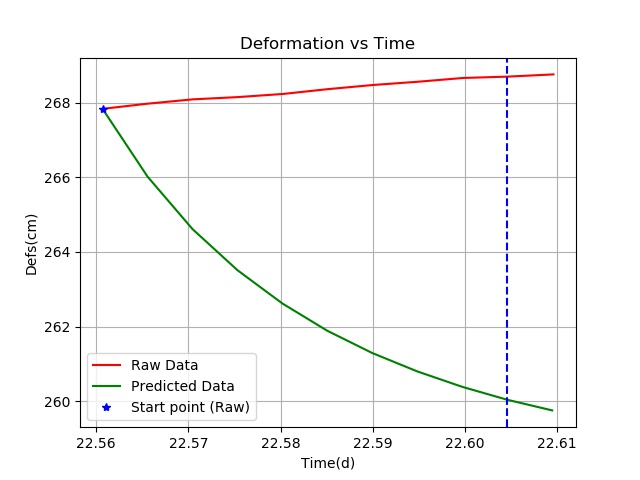 Deformation vs Time
268
266
264
262
260
Defs(cm)
Raw Data
Predicted Data
Start point (Raw)
22.56 22.57 22.58 22.59 22.60 22.61
Time(d)